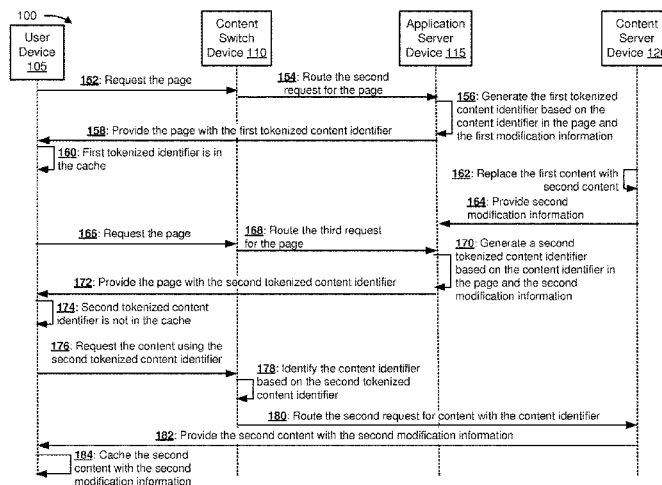 100
User
Device 105
Content
Switch
Device 110
Application
Server
Device 115
Content Server
Device 120
152: Request the page
154: Route the second
request for the page
156: Generate the first tokenized
content identifier based on the
content identifier in the page and
the first modification information
158: Provide the page with the first tokenized content identifier
160: First tokenized identifier is in
the cache
162: Replace the first content with
second content
164: Provide second
modification information
166: Request the page
168: Route the third request
for the page
170: Generate a second
tokenized content identifier
based on the content identifier in
the page and the second
modification information
172: Provide the page with the second tokenized content identifier
174: Second tokenized content
identifier is not in the cache
176: Request the content using the
second tokenized content identifier
178: Identify the content identifier
based on the second tokenized
content identifier
180: Route the second request for content with the content identifier
182: Provide the second content with the second modification information
184: Cache the second
content with the second
modification information